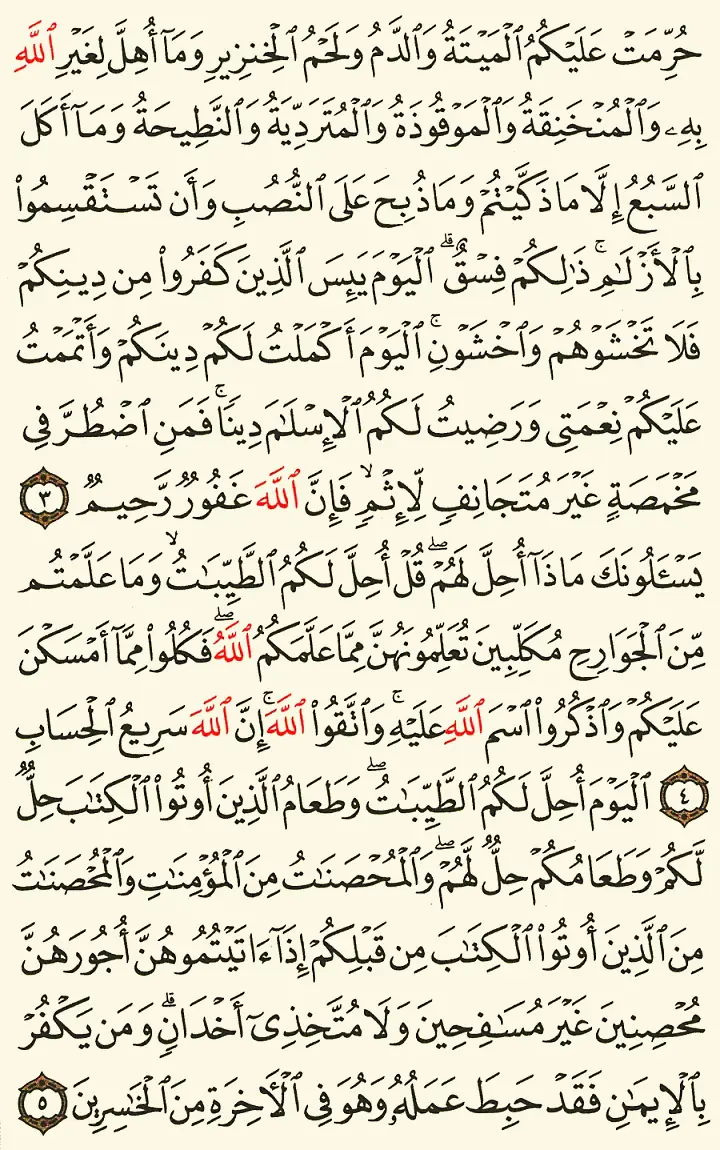 حُرِّمَتْ عَلَيْكُمُ ٱلْمَيْتَةُ وَٱلدَّمُ وَلَحْمُ ٱلْخِنزِيرِ وَمَآ أُهِلَّ لِغَيْرِ ٱللَّهِ
بِهِۦ وَٱلْمُنْخَنِقَةُ وَٱلْمَوْقُوذَةُ وَٱلْمُتَرَدِّيَةُ وَٱلنَّطِيحَةُ وَمَآ أَكَلَ
ٱلسَّبُعُ إِلَّا مَا ذَكَّيْتُمْ وَمَا ذُبِحَ عَلَى ٱلنُّصُبِ وَأَن تَسْتَقْسِمُوا۟
بِٱلْأَزْلَـٰمِ ۚ ذَٰلِكُمْ فِسْقٌ ۗ ٱلْيَوْمَ يَئِسَ ٱلَّذِينَ كَفَرُوا۟ مِن دِينِكُمْ
فَلَا تَخْشَوْهُمْ وَٱخْشَوْنِ ۚ ٱلْيَوْمَ أَكْمَلْتُ لَكُمْ دِينَكُمْ وَأَتْمَمْتُ
عَلَيْكُمْ نِعْمَتِى وَرَضِيتُ لَكُمُ ٱلْإِسْلَـٰمَ دِينًا ۚ فَمَنِ ٱضْطُرَّ فِى
مَخْمَصَةٍ غَيْرَ مُتَجَانِفٍ لِّإِثْمٍ ۙ فَإِنَّ ٱللَّهَ غَفُورٌ رَّحِيمٌ ٣
يَسْـَٔلُونَكَ مَاذَآ أُحِلَّ لَهُمْ ۖ قُلْ أُحِلَّ لَكُمُ ٱلطَّيِّبَـٰتُ ۙ وَمَا عَلَّمْتُم
مِّنَ ٱلْجَوَارِحِ مُكَلِّبِينَ تُعَلِّمُونَهُنَّ مِمَّا عَلَّمَكُمُ ٱللَّهُ ۖ فَكُلُوا۟ مِمَّآ أَمْسَكْنَ
عَلَيْكُمْ وَٱذْكُرُوا۟ ٱسْمَ ٱللَّهِ عَلَيْهِ ۖ وَٱتَّقُوا۟ ٱللَّهَ ۚ إِنَّ ٱللَّهَ سَرِيعُ ٱلْحِسَابِ
٤ ٱلْيَوْمَ أُحِلَّ لَكُمُ ٱلطَّيِّبَـٰتُ ۖ وَطَعَامُ ٱلَّذِينَ أُوتُوا۟ ٱلْكِتَـٰبَ حِلٌّ
لَّكُمْ وَطَعَامُكُمْ حِلٌّ لَّهُمْ ۖ وَٱلْمُحْصَنَـٰتُ مِنَ ٱلْمُؤْمِنَـٰتِ وَٱلْمُحْصَنَـٰتُ
مِنَ ٱلَّذِينَ أُوتُوا۟ ٱلْكِتَـٰبَ مِن قَبْلِكُمْ إِذَآ ءَاتَيْتُمُوهُنَّ أُجُورَهُنَّ
مُحْصِنِينَ غَيْرَ مُسَـٰفِحِينَ وَلَا مُتَّخِذِىٓ أَخْدَانٍ ۗ وَمَن يَكْفُرْ
بِٱلْإِيمَـٰنِ فَقَدْ حَبِطَ عَمَلُهُۥ وَهُوَ فِى ٱلْـَٔاخِرَةِ مِنَ ٱلْخَـٰسِرِينَ ٥